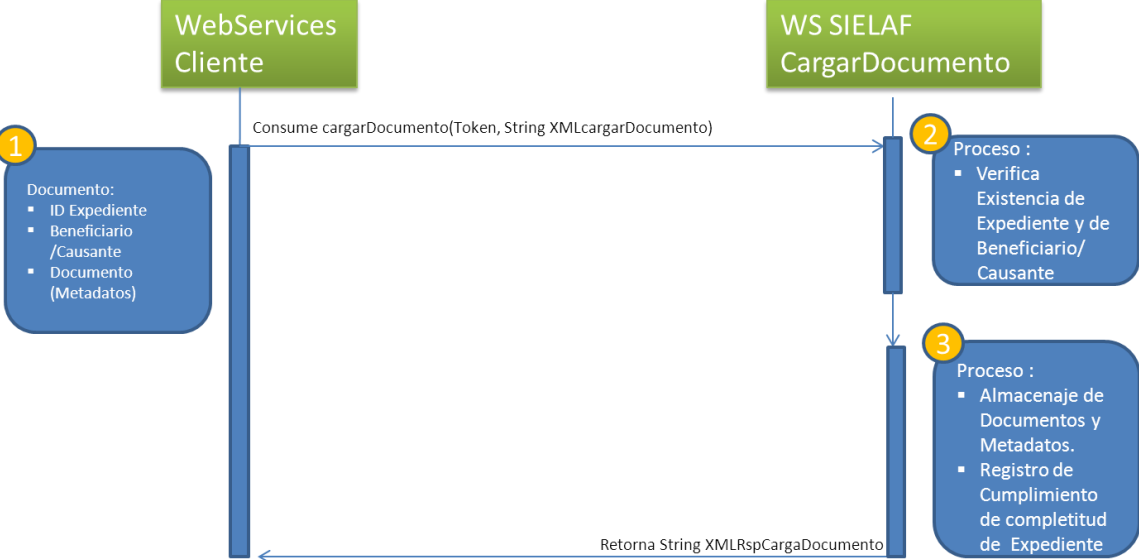 WebServices
Cliente
WS SIELAF
CargarDocumento
Consume cargarDocumento(Token, String XMLcargarDocumento)
1
Documento:
▪ ID Expediente
▪ Beneficiario
/Causante
▪ Documento
(Metadatos)
2
Proceso :
▪ Verifica
Existencia de
Expediente y de
Beneficiario/
Causante
3
Proceso :
▪ Almacenaje de
Documentos y
Metadatos.
▪ Registro de
Cumplimiento
de completitud
de Expediente
Retorna String XMLRspCargaDocumento